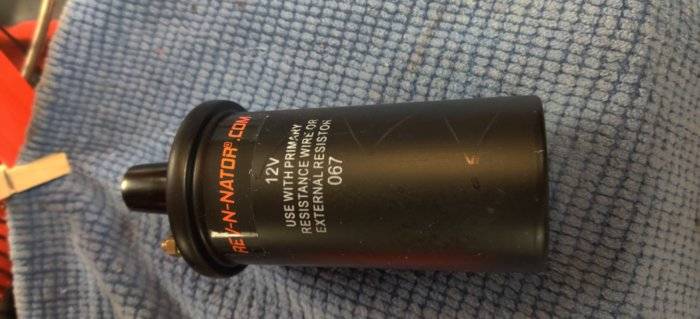 REV-N-NATOR®.COM
12V
USE WITH PRIMARY
RESISTANCE WIRE OR
EXTERNAL RESISTOR
067